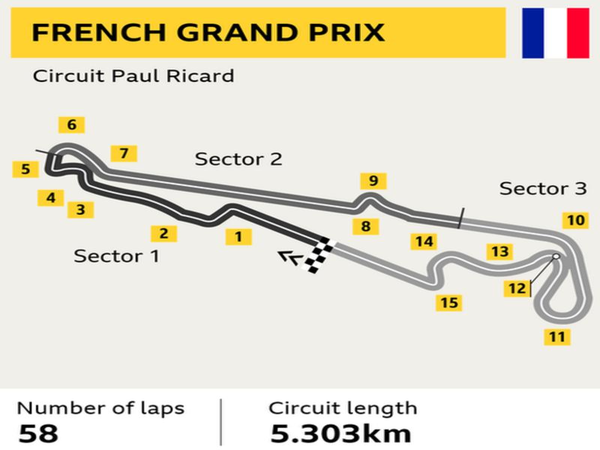 FRENCH GRAND PRIX
Circuit Paul Ricard
6
7
Sector 2
5
9
Sector 3
4
3
10
2
1
8
14
13
Sector 1
12
15
11
Number of laps
58
Circuit length
5.303km